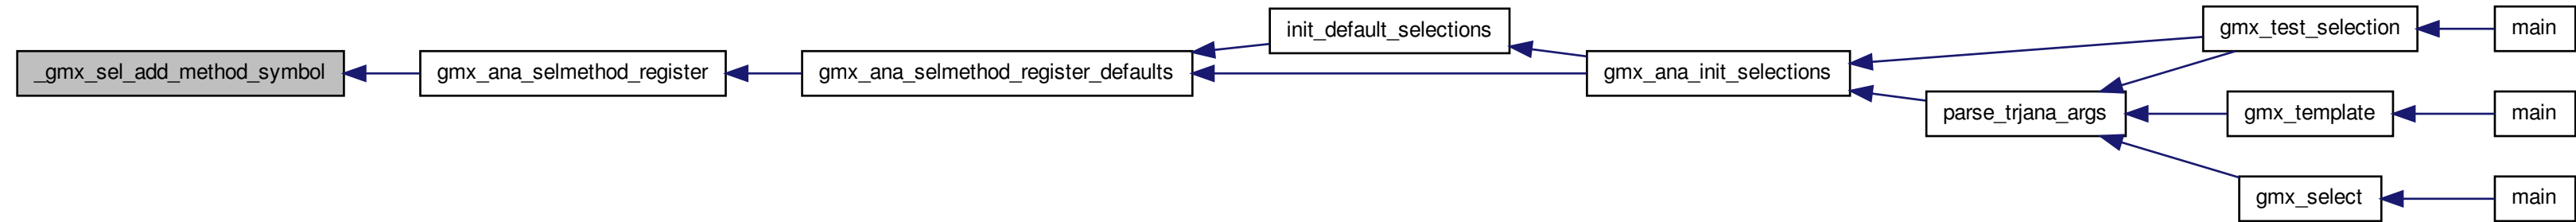 _gmx_sel_add_method_symbol
gmx_ana_selmethod_register
gmx_ana_selmethod_register_defaults
init_default_selections
gmx_ana_init_selections
gmx_test_selection
main
parse_trjana_args
gmx_template
main
gmx_select
main